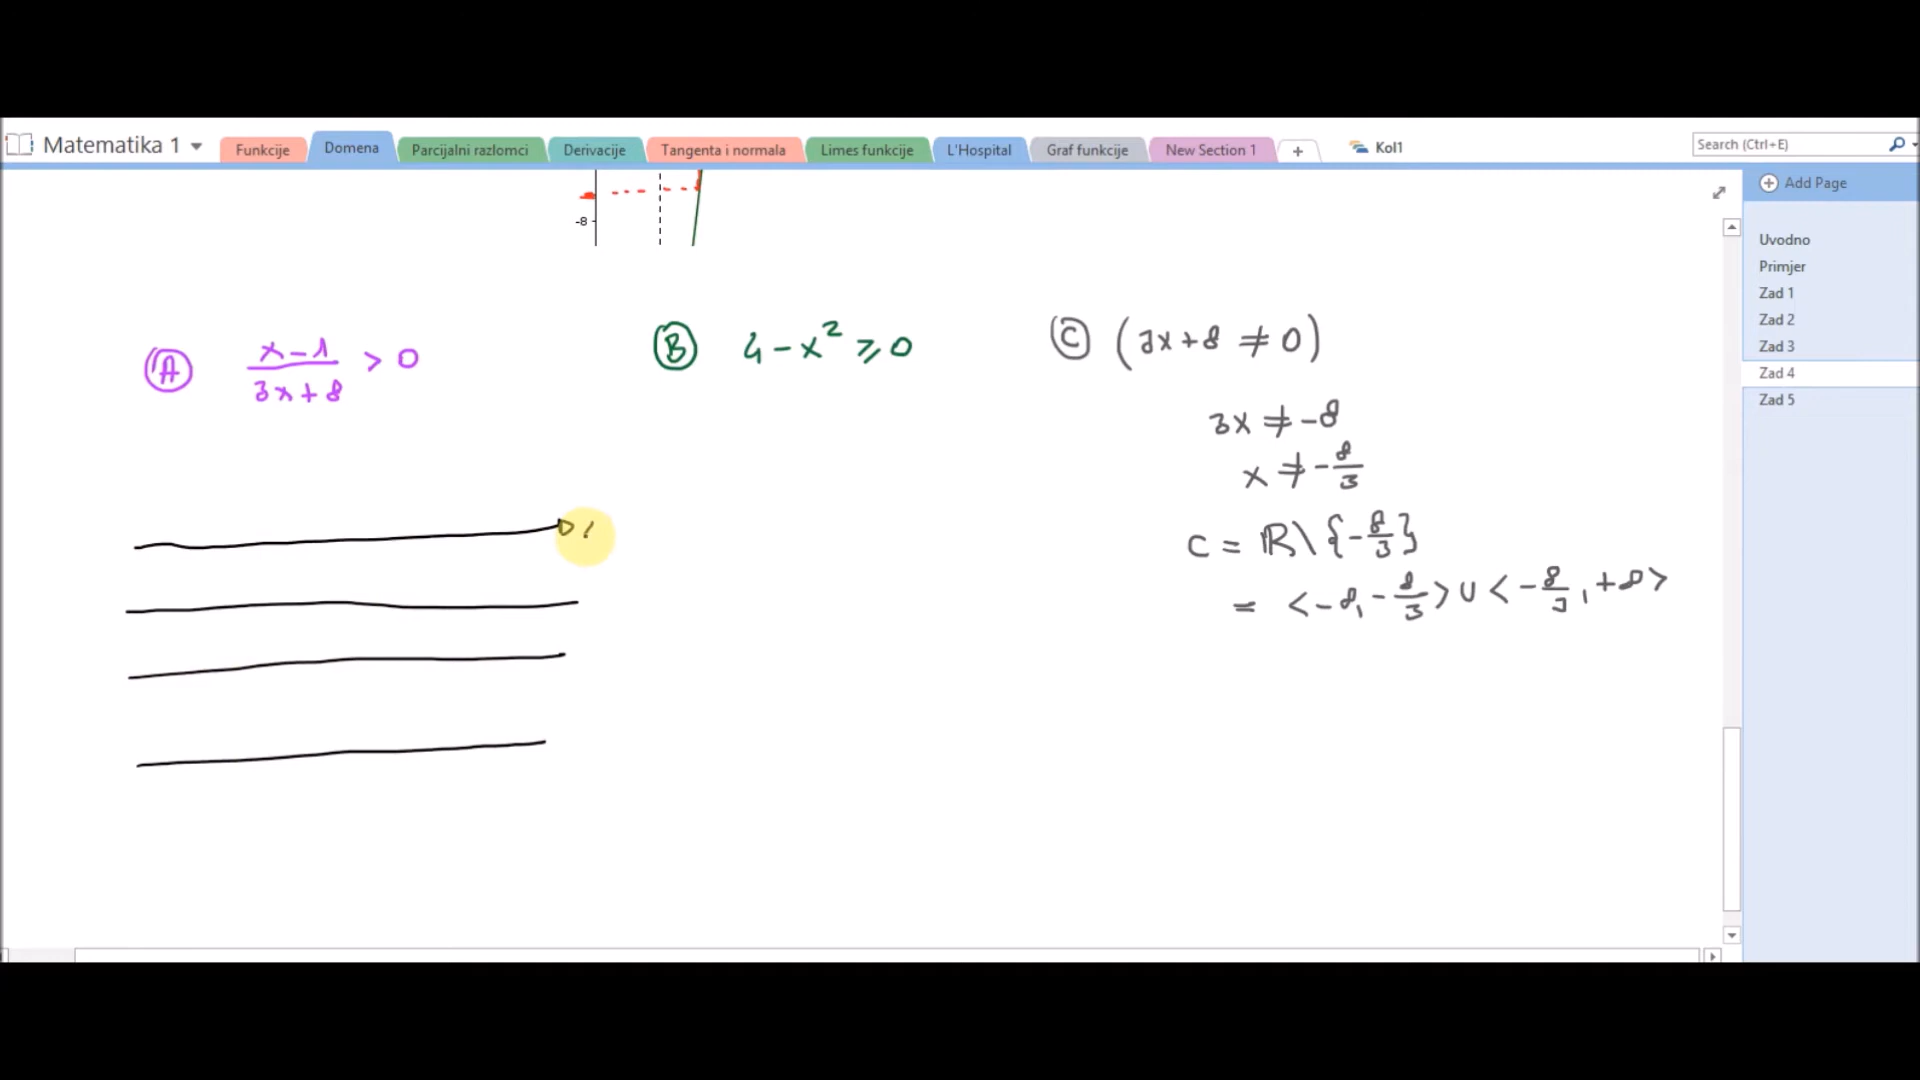 Matematika 1
Funkcije
Domena
Parcijalni razlomci
Derivacije
Tangenta i normala
Limes funkcije
L'Hospital
Graf funkcije
New Section 1
Kol1
Search (Ctrl+E)
Add Page
Uvodno
Primjer
Zad 1
Zad 2
Zad 3
Zad 4
Zad 5
-8
(A) x-1 / 3x+8 > 0
(B) 4-x² ≥ 0
(C) (3x+8 ≠ 0)
3x ≠ -8
x ≠ -8/3
C = ℝ\{-8/3}
= <-∞, -8/3> ∪ <-8/3, +∞>